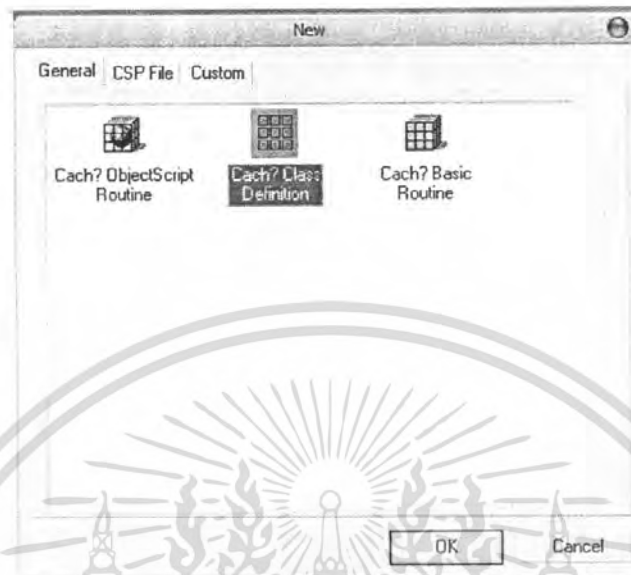 New
General CSP File Custom
Cach? ObjectScript
Routine
Cach? Class
Definition
Cach? Basic
Routine
OK Cancel